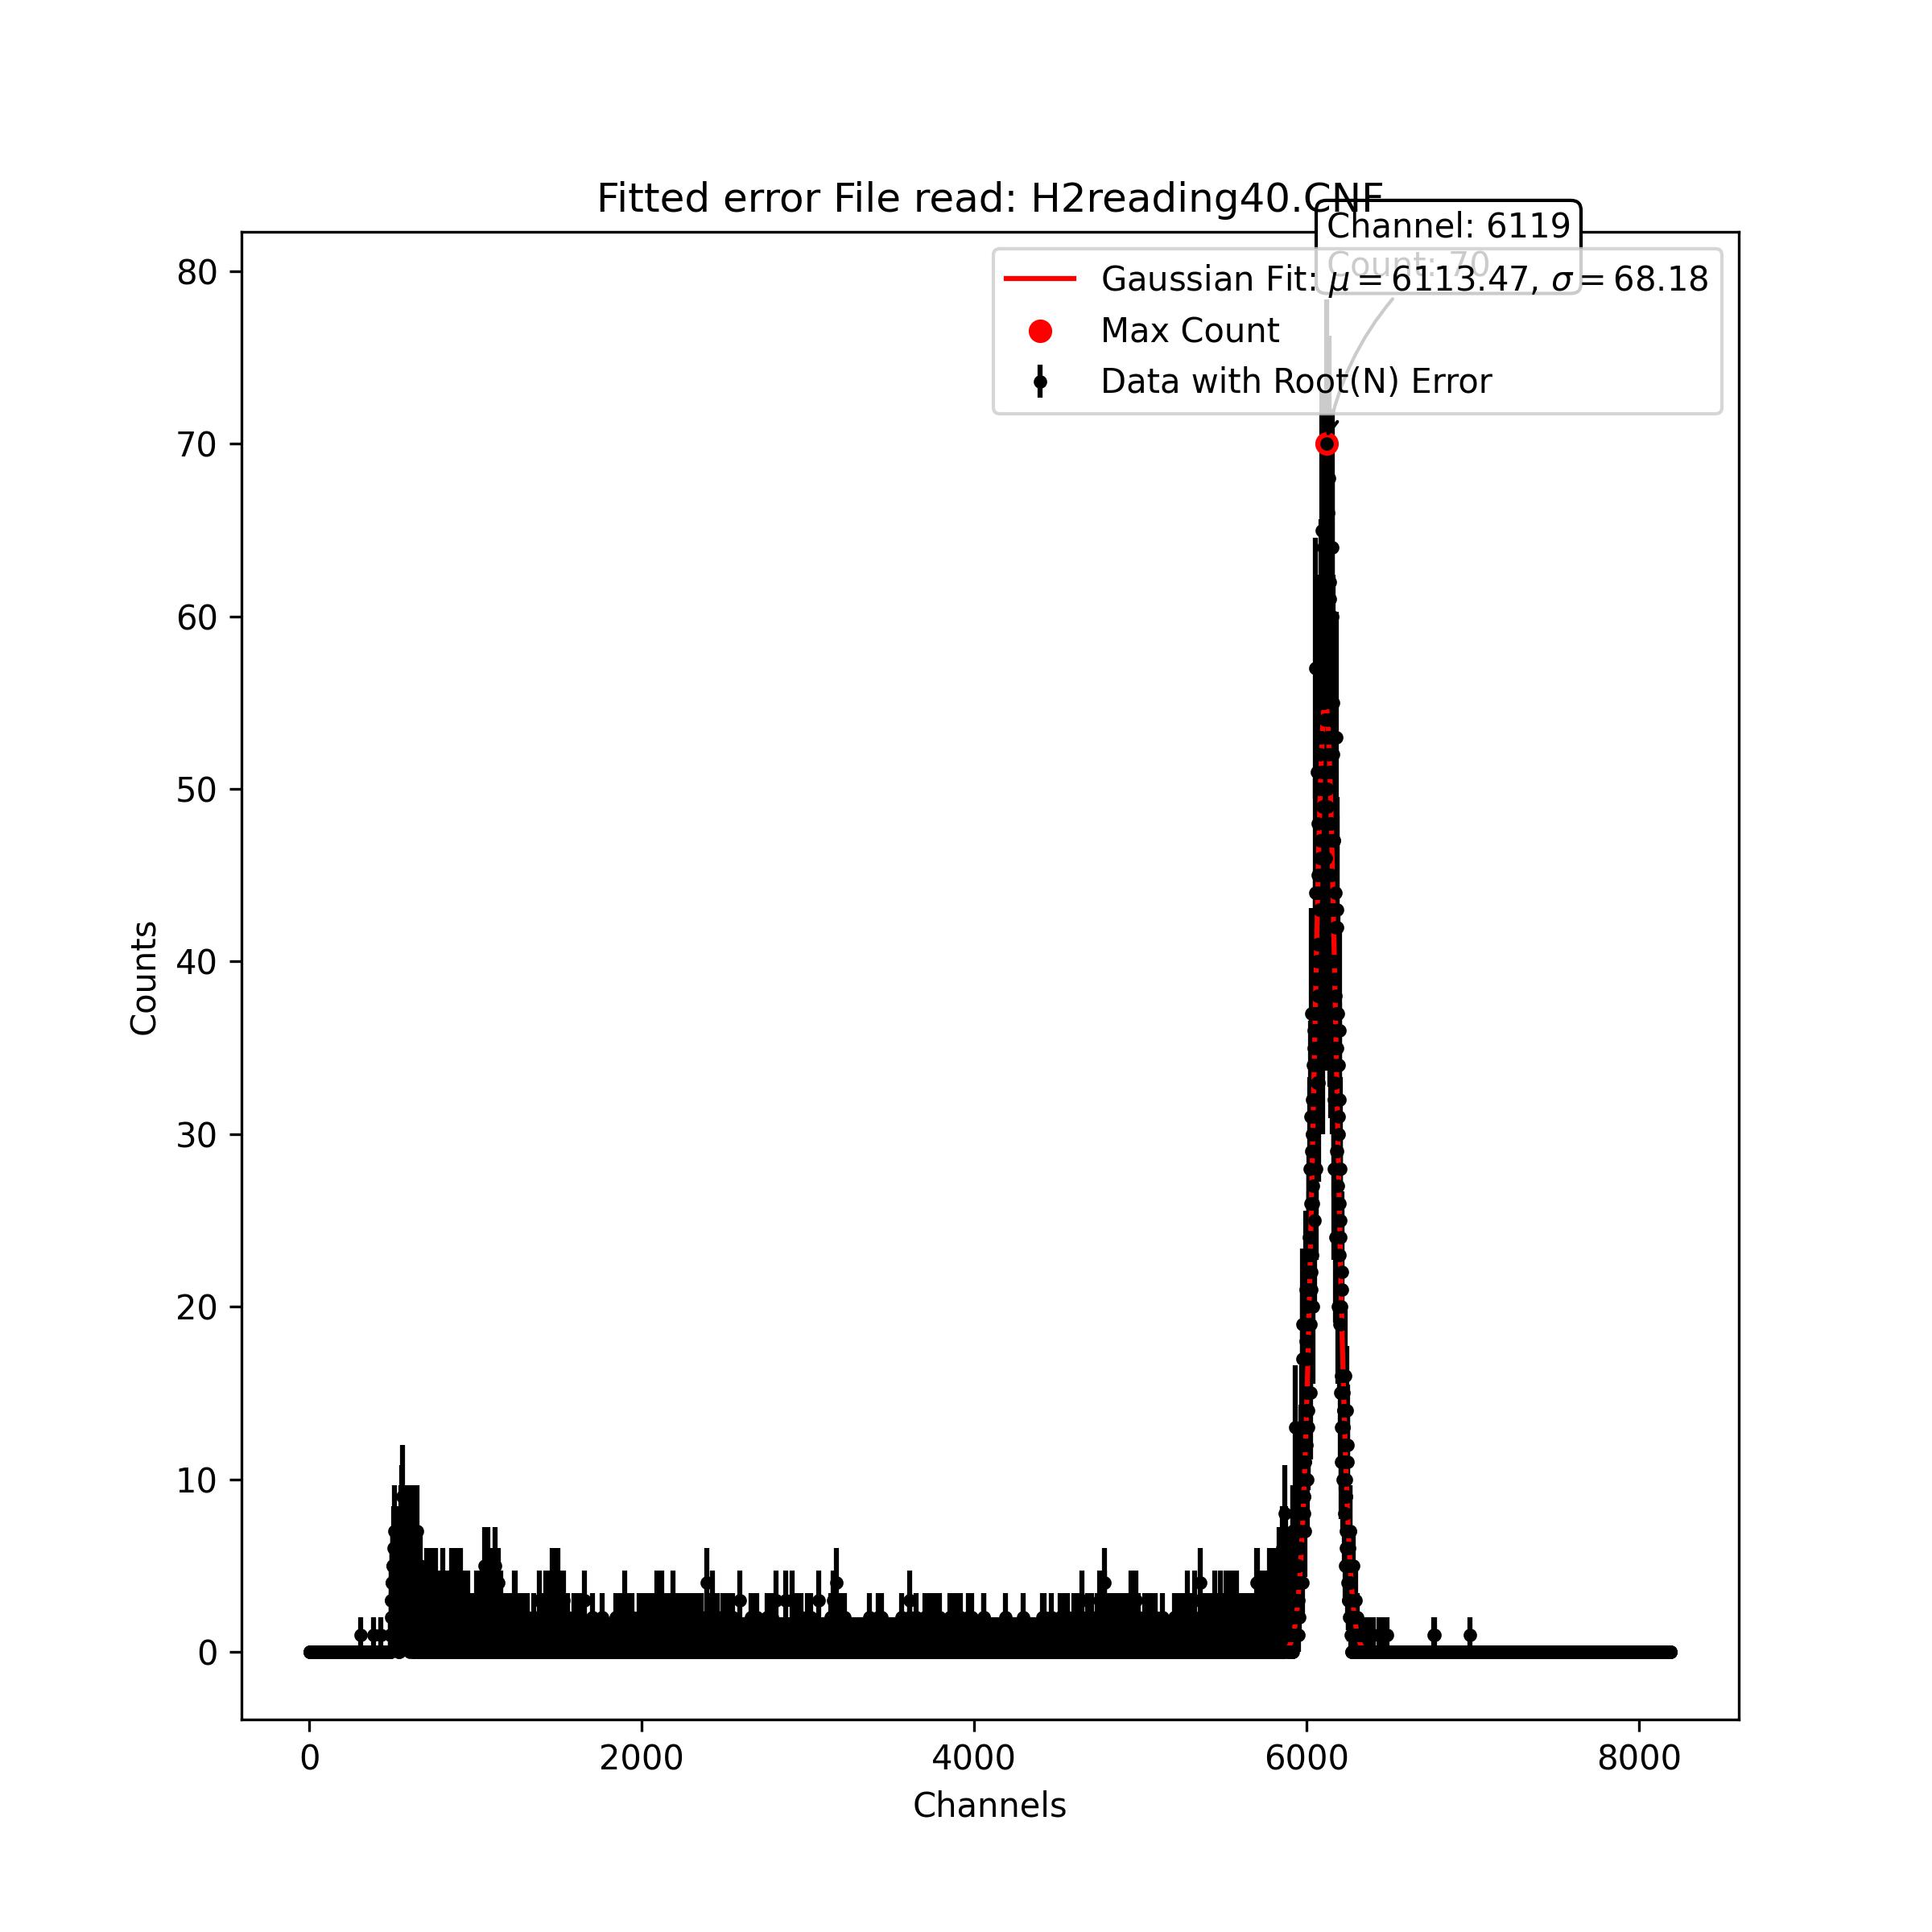 Fitted error File read: H2reading40.CNF
Channel: 6119
Count: 70
Gaussian Fit: μ = 6113.47, σ = 68.18
Max Count
Data with Root(N) Error
80
70
60
50
40
30
20
10
0
Counts
0 2000 4000 6000 8000
Channels